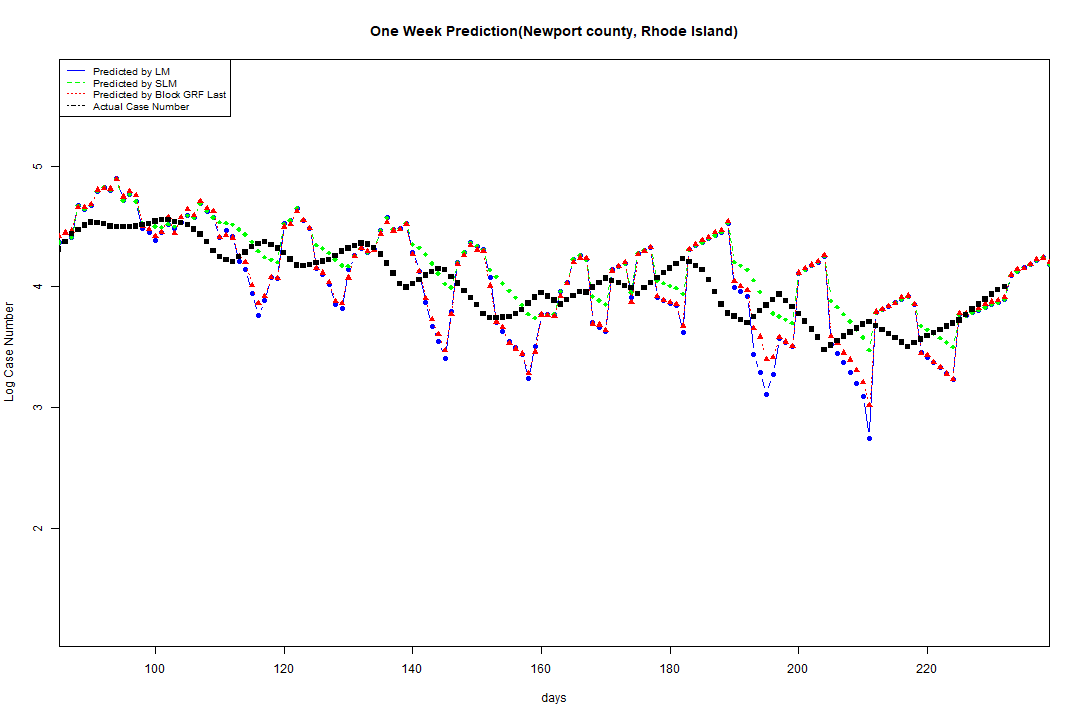 One Week Prediction(Newport county, Rhode Island)
Predicted by LM
Predicted by SLM
Predicted by Block GRF Last
Actual Case Number
5
4
3
2
Log Case Number
100 120 140 160 180 200 220
days